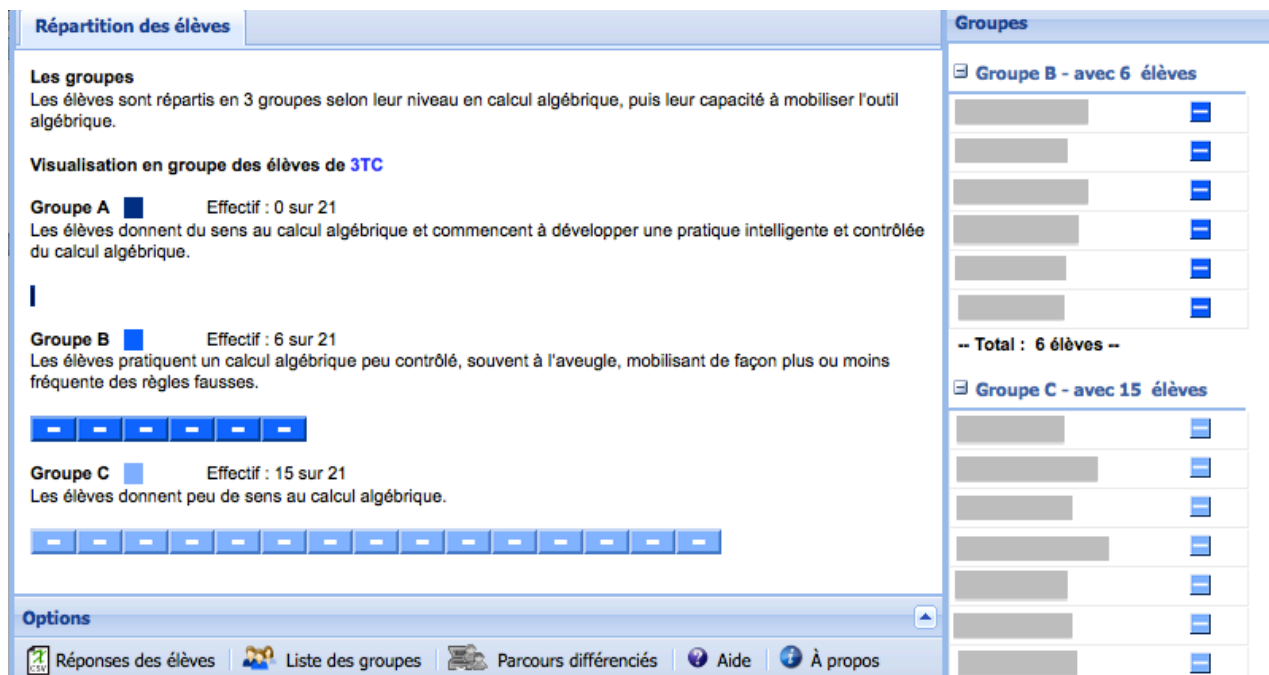 Répartition des élèves
Les groupes
Les élèves sont répartis en 3 groupes selon leur niveau en calcul algébrique, puis leur capacité à mobiliser l'outil
algébrique.
Visualisation en groupe des élèves de 3TC
Groupe A Effectif : 0 sur 21
Les élèves donnent du sens au calcul algébrique et commencent à développer une pratique intelligente et contrôlée
du calcul algébrique.
Groupe B Effectif : 6 sur 21
Les élèves pratiquent un calcul algébrique peu contrôlé, souvent à l'aveugle, mobilisant de façon plus ou moins
fréquente des règles fausses.
Groupe C Effectif : 15 sur 21
Les élèves donnent peu de sens au calcul algébrique.
Options
CSV Réponses des élèves Liste des groupes Parcours différenciés Aide À propos
Groupes
Groupe B - avec 6 élèves
-- Total : 6 élèves --
Groupe C - avec 15 élèves